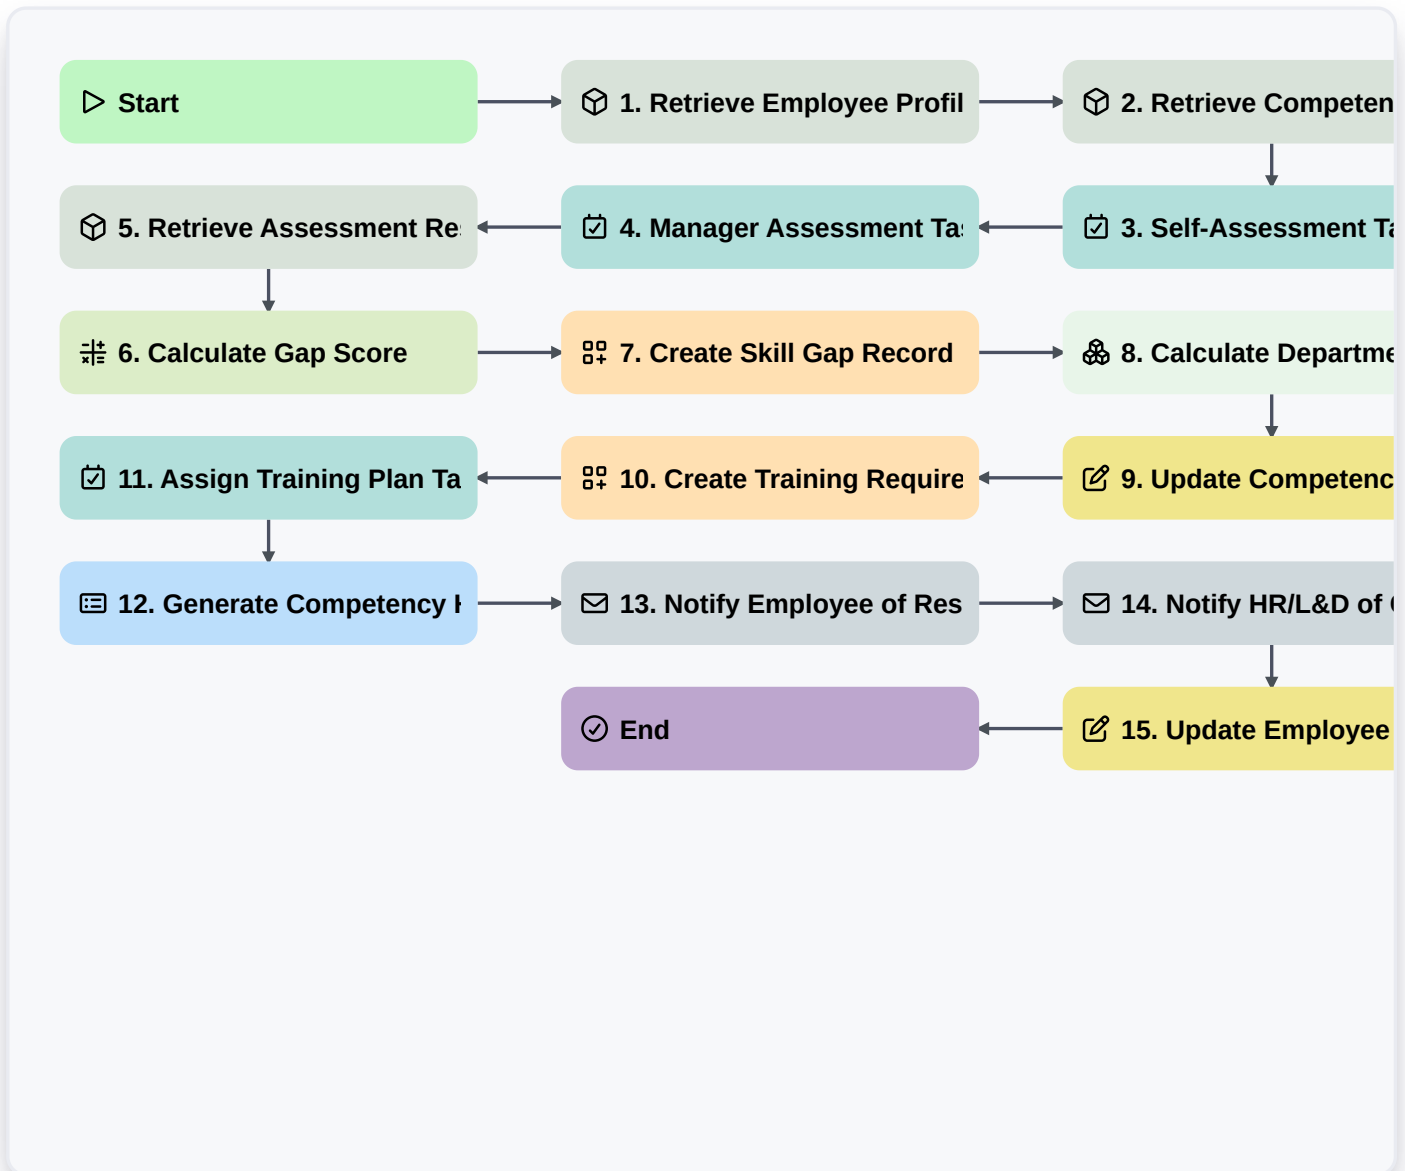 Start
1. Retrieve Employee Profil
2. Retrieve Competen
5. Retrieve Assessment Res
4. Manager Assessment Tas
3. Self-Assessment Ta
6. Calculate Gap Score
7. Create Skill Gap Record
8. Calculate Departme
11. Assign Training Plan Ta
10. Create Training Require
9. Update Competenc
12. Generate Competency
13. Notify Employee of Res
14. Notify HR/L&D of
End
15. Update Employee